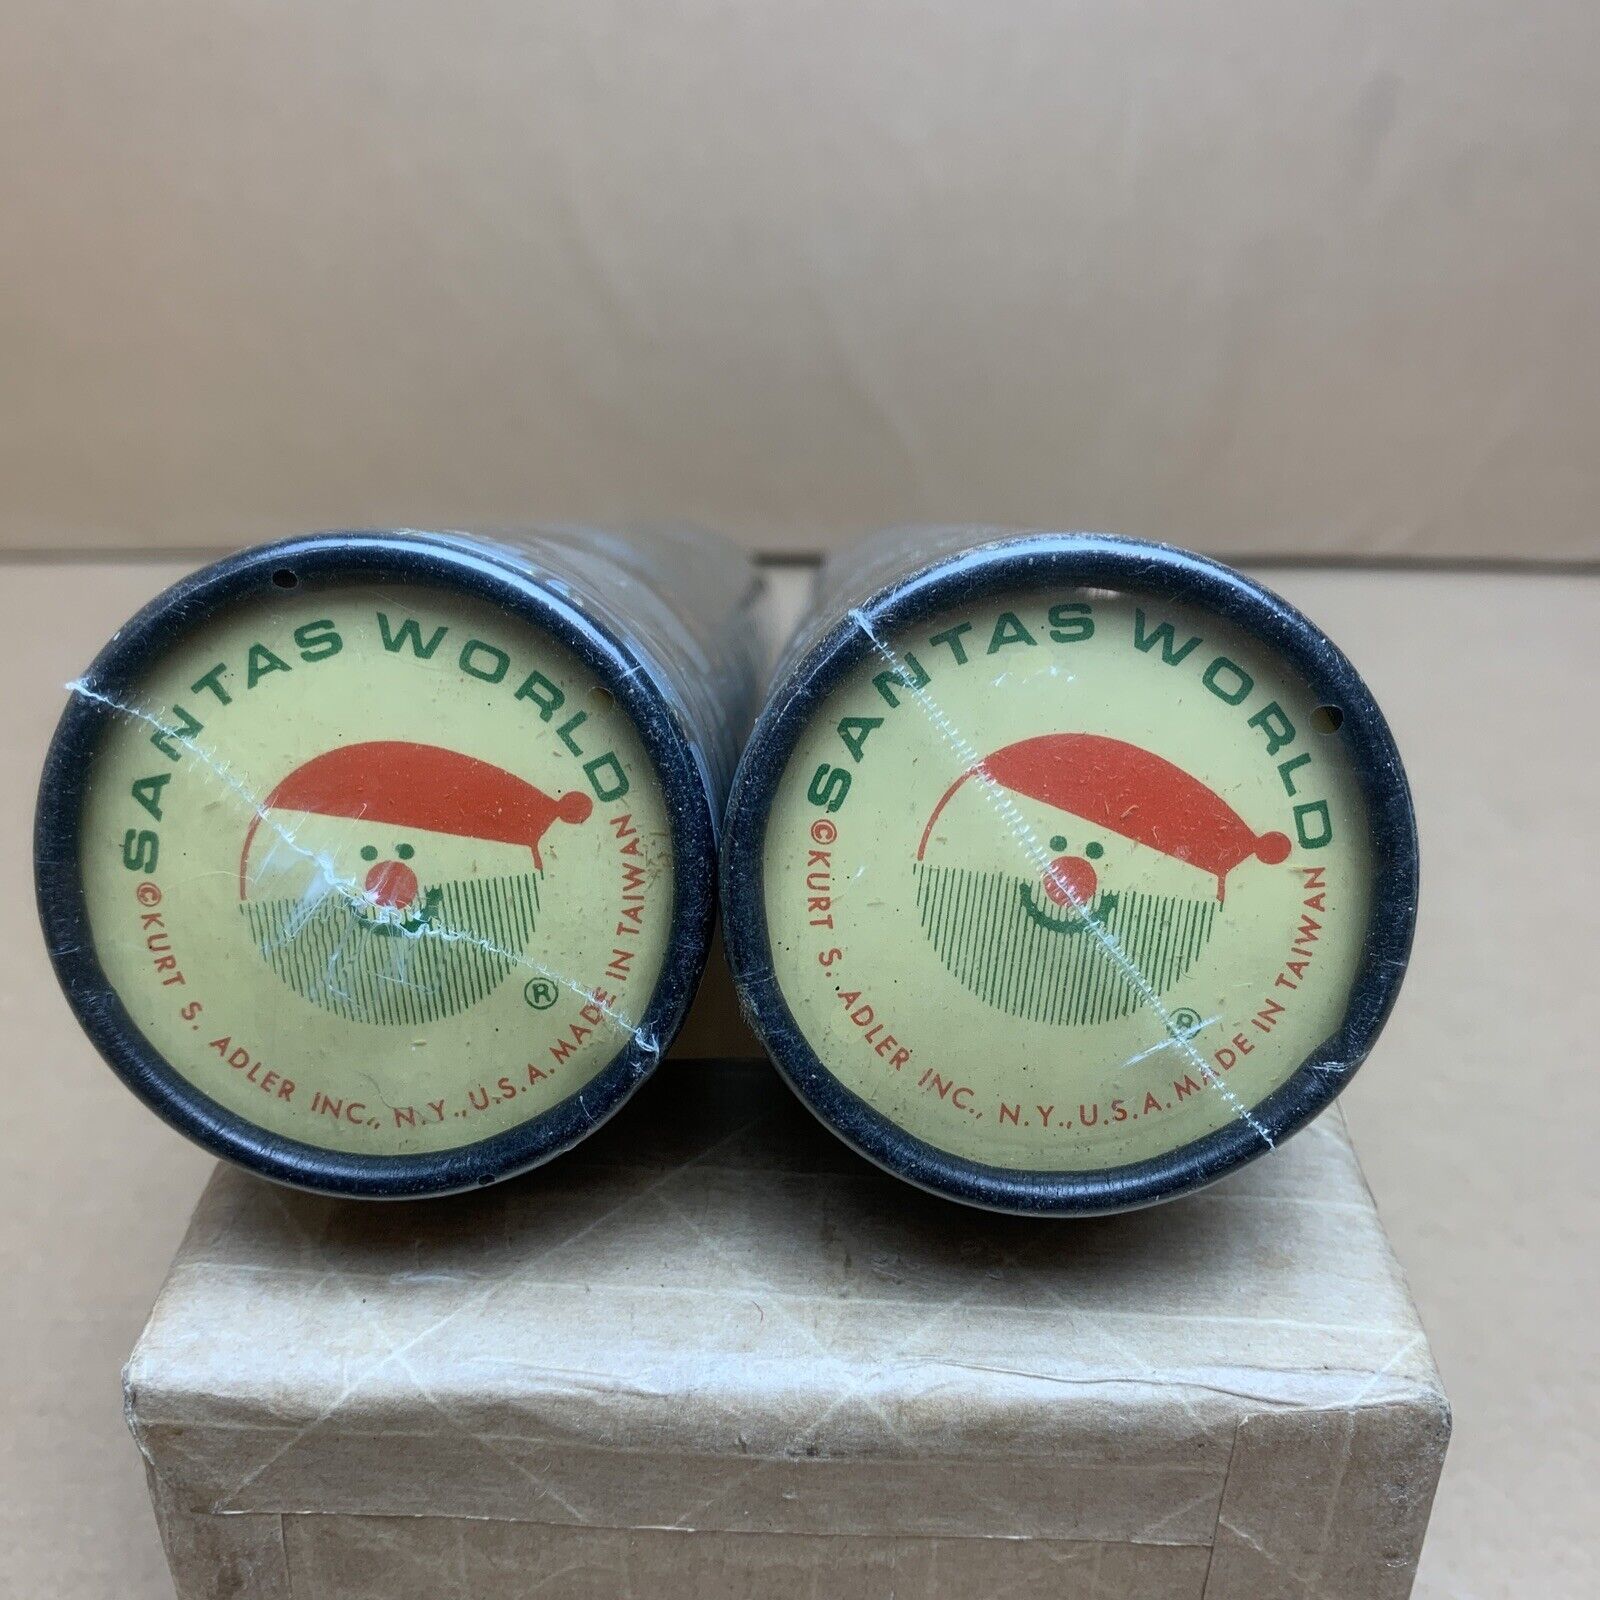 SANTAS WORLD
©KURT S. ADLER INC., N.Y., U.S.A. MADE IN TAIWAN
®
SANTAS WORLD
©KURT S. ADLER INC., N.Y., U.S.A. MADE IN TAIWAN
®